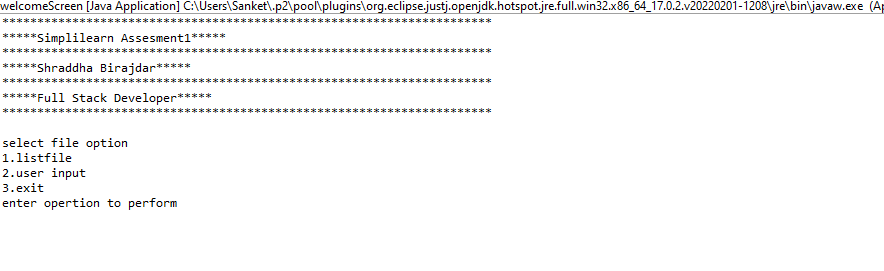 welcomeScreen [Java Application] C:\Users\Sanket\.p2\pool\plugins\org.eclipse.justj.openjdk.hotspot.jre.full.win32.x86_64_17.0.2.v20220201-1208\jre\bin\javaw.exe (Ap
**********************************************************************
*****Simplilearn Assesment1*****
**********************************************************************
*****Shraddha Birajdar*****
**********************************************************************
*****Full Stack Developer*****
**********************************************************************
select file option
1.listfile
2.user input
3.exit
enter opertion to perform